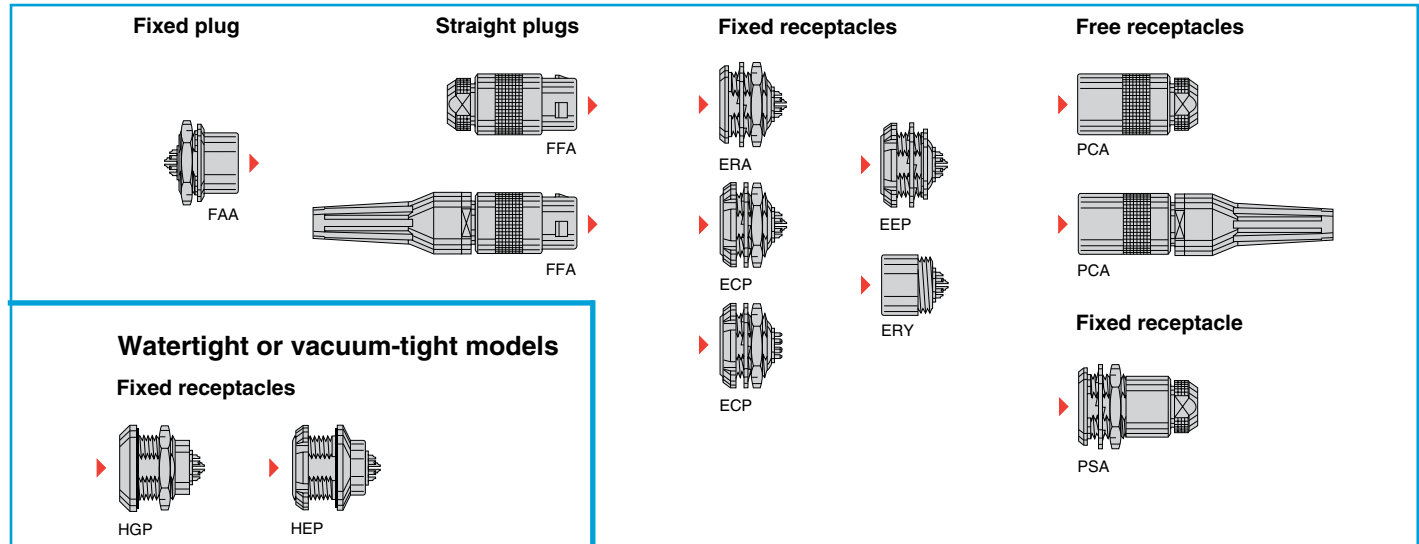 Fixed plug
FAA
Straight plugs
FFA
FFA
Fixed receptacles
ERA
ECP
ECP
EEP
ERY
Free receptacles
PCA
PCA
Fixed receptacle
PSA
Watertight or vacuum-tight models
Fixed receptacles
HGP
HEP